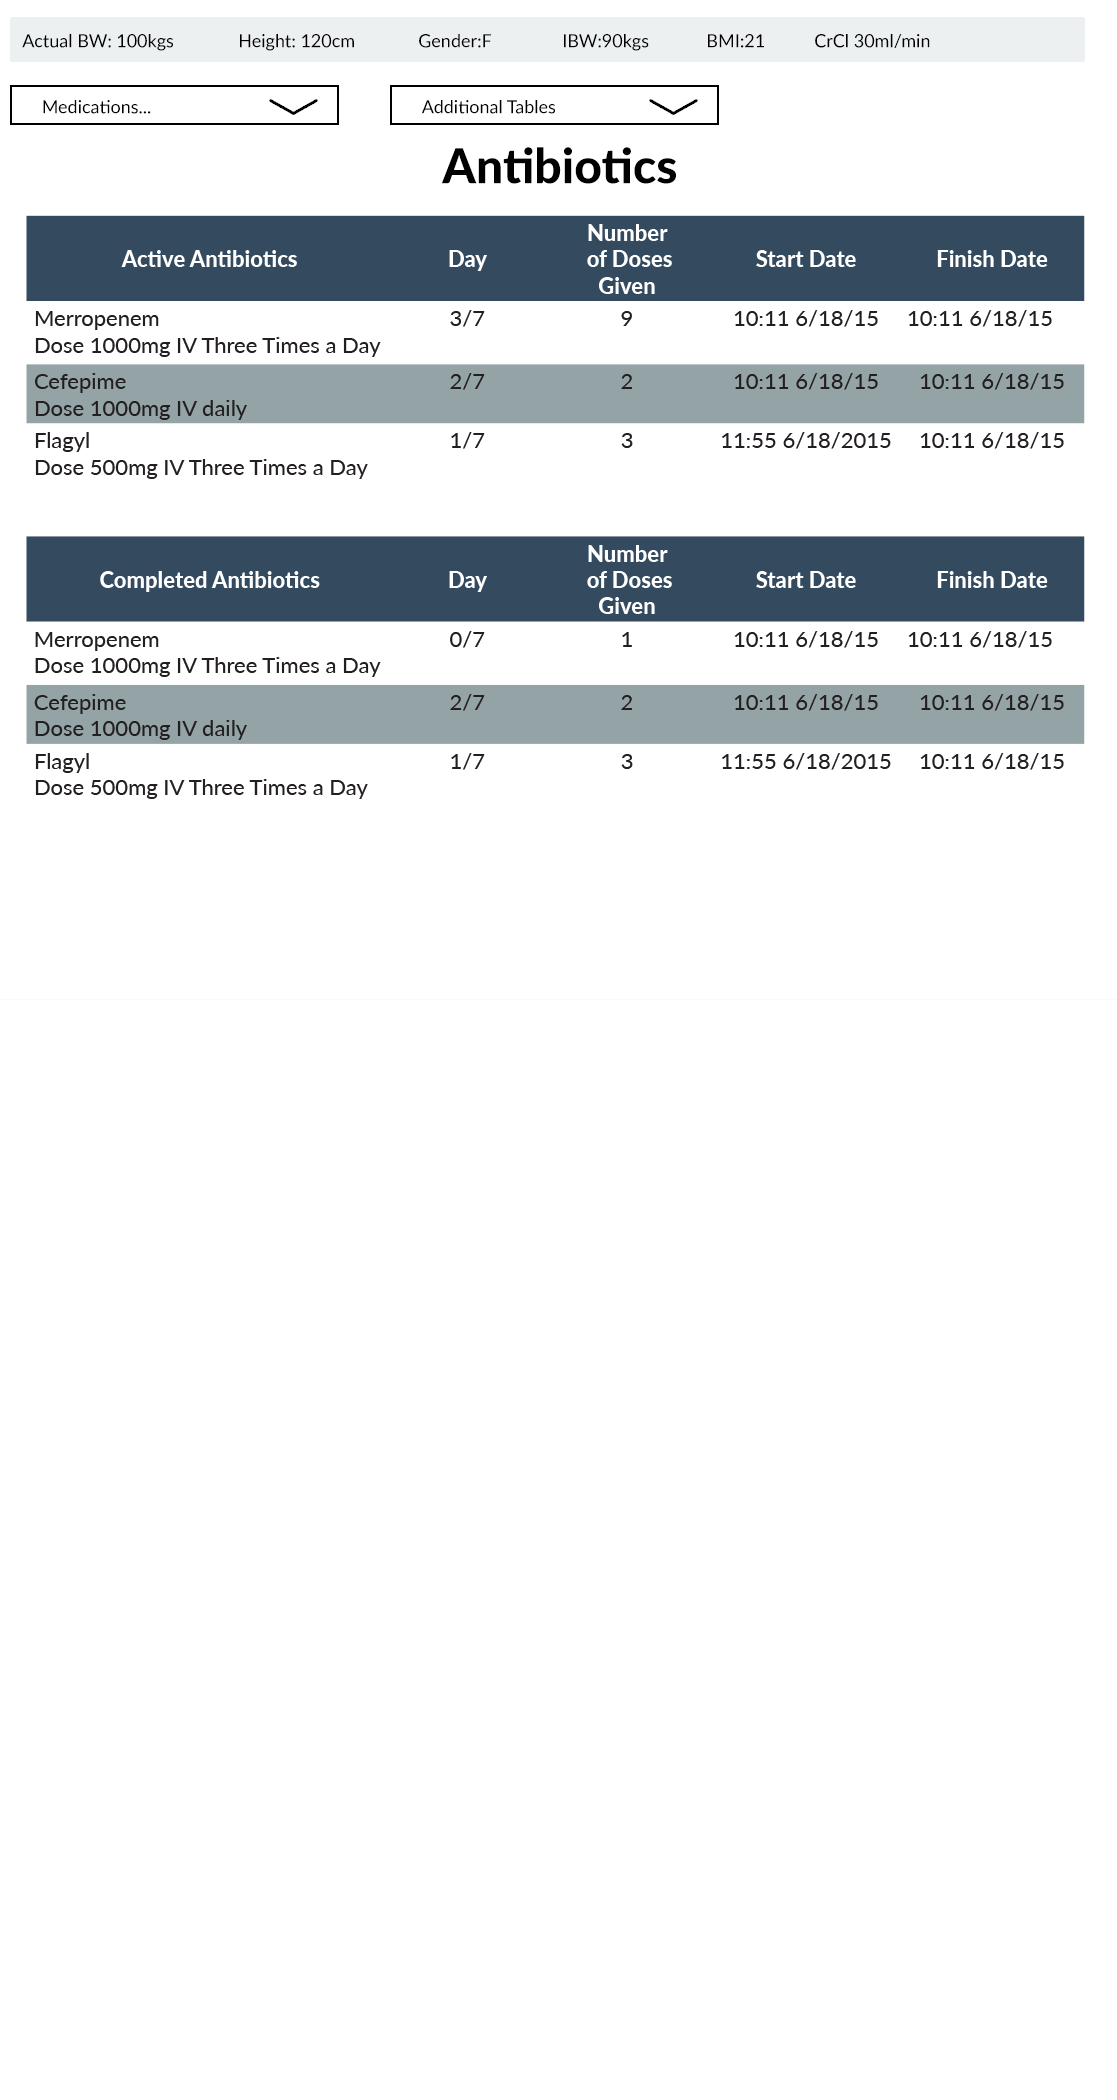 Actual BW: 100kgs Height: 120cm Gender:F IBW:90kgs BMI:21 CrCl 30ml/min
Medications... Additional Tables
Antibiotics
Active Antibiotics Day Number of Doses Given Start Date Finish Date
Merropenem 3/7 9 10:11 6/18/15 10:11 6/18/15
Dose 1000mg IV Three Times a Day
Cefepime 2/7 2 10:11 6/18/15 10:11 6/18/15
Dose 1000mg IV daily
Flagyl 1/7 3 11:55 6/18/2015 10:11 6/18/15
Dose 500mg IV Three Times a Day
Completed Antibiotics Day Number of Doses Given Start Date Finish Date
Merropenem 0/7 1 10:11 6/18/15 10:11 6/18/15
Dose 1000mg IV Three Times a Day
Cefepime 2/7 2 10:11 6/18/15 10:11 6/18/15
Dose 1000mg IV daily
Flagyl 1/7 3 11:55 6/18/2015 10:11 6/18/15
Dose 500mg IV Three Times a Day